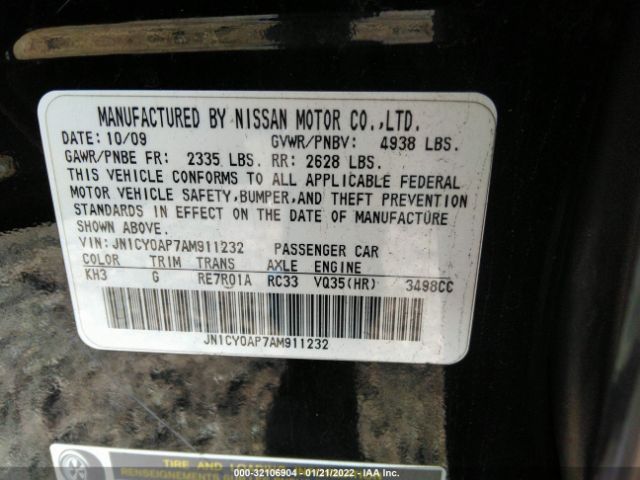 MANUFACTURED BY NISSAN MOTOR CO.,LTD.
DATE: 10/09 GVWR/PNBV: 4938 LBS.
GAWR/PNBE FR: 2335 LBS. RR: 2628 LBS.
THIS VEHICLE CONFORMS TO ALL APPLICABLE FEDERAL
MOTOR VEHICLE SAFETY,BUMPER,AND THEFT PREVENTION
STANDARDS IN EFFECT ON THE DATE OF MANUFACTURE
SHOWN ABOVE.
VIN: JN1CY0AP7AM911232 PASSENGER CAR
COLOR TRIM TRANS AXLE ENGINE
KH3 G RE7R01A RC33 VQ35(HR) 3498CC
JN1CY0AP7AM911232
TIRE AND LOADING
RENSEIGNEMENTS
000-32106904 - 01/21/2022 - IAA Inc.